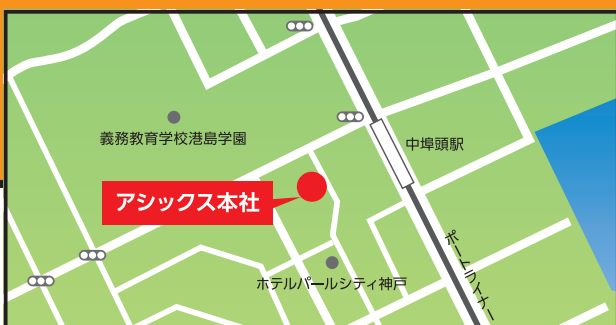 義務教育学校港島学園
中埠頭駅
アシックス本社
ポートライナー
ホテルパールシティ神戸